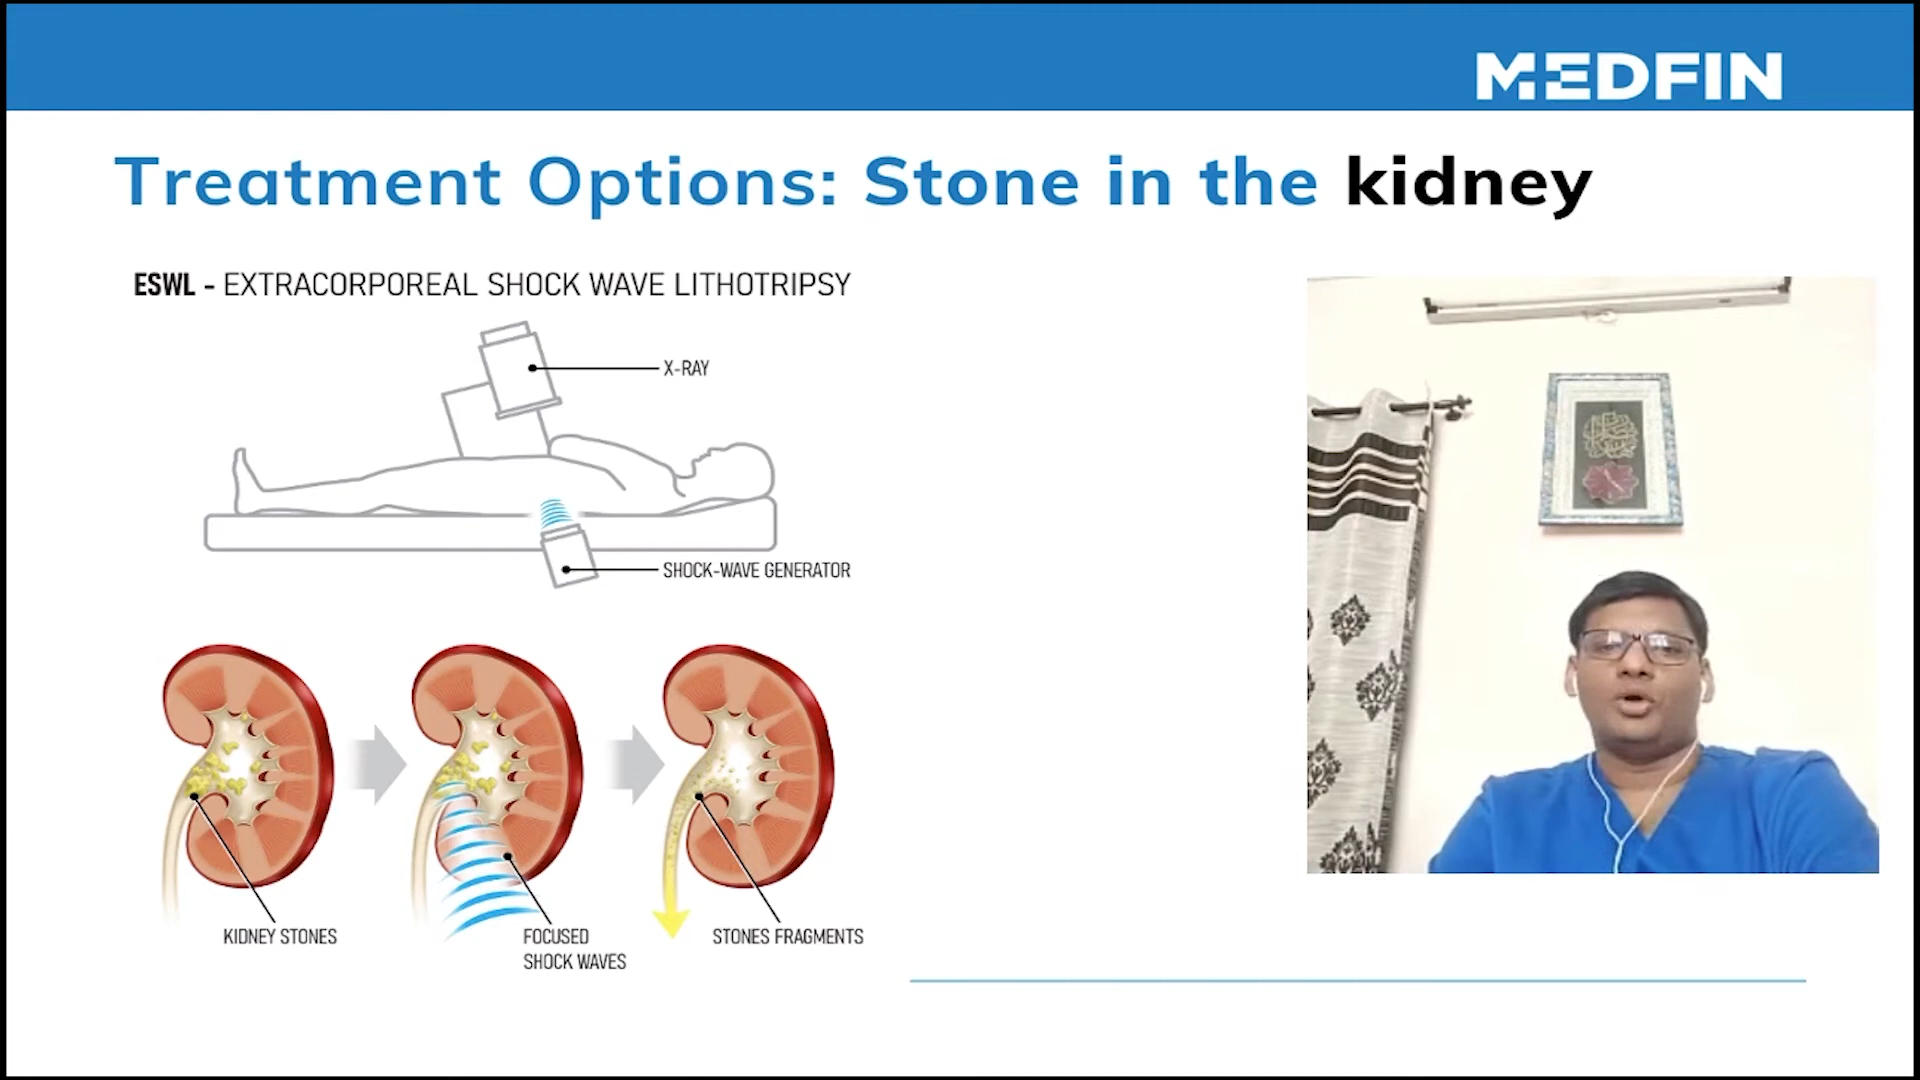 MEDFIN
Treatment Options: Stone in the kidney
ESWL - EXTRACORPOREAL SHOCK WAVE LITHOTRIPSY
X-RAY
SHOCK-WAVE GENERATOR
KIDNEY STONES
FOCUSED
SHOCK WAVES
STONES FRAGMENTS